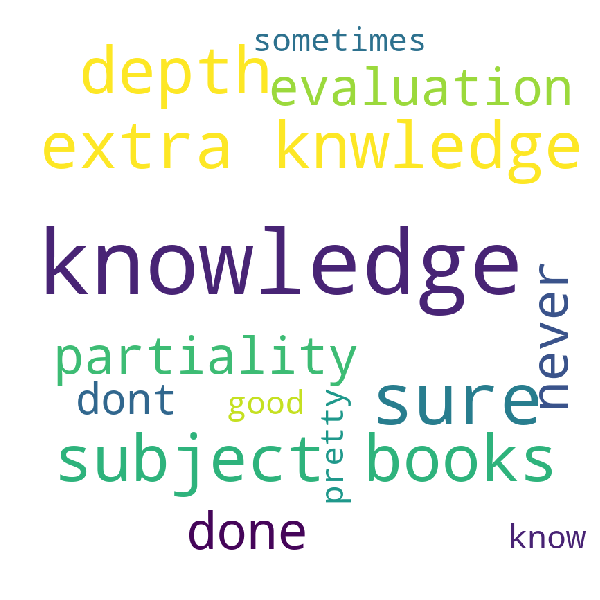 sometimes
depth
evaluation
extra knwledge
knowledge
never
partiality
dont
good
pretty
sure
subject books
done
know